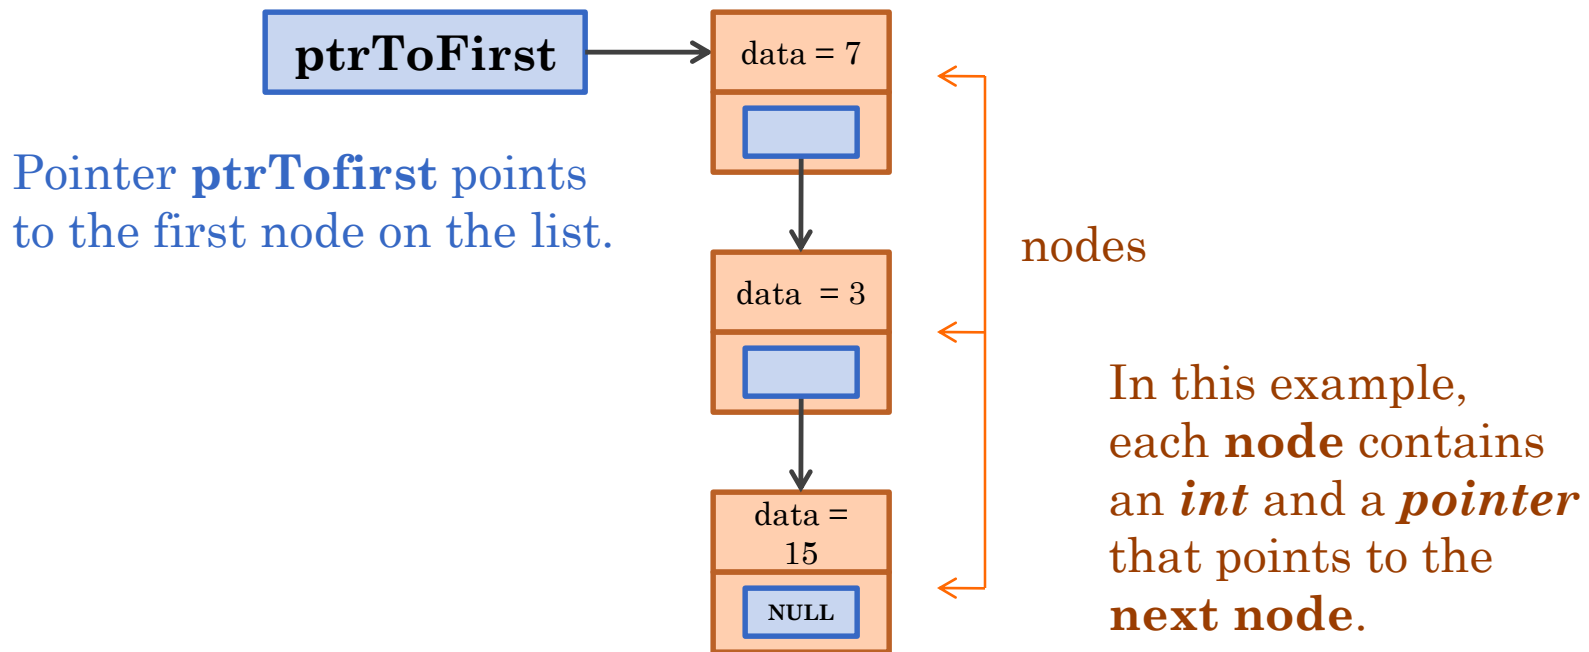 ptrToFirst
data = 7
Pointer ptrTofirst points
to the first node on the list.
nodes
data = 3
In this example,
each node contains
an int and a pointer
that points to the
next node.
data =
15
NULL